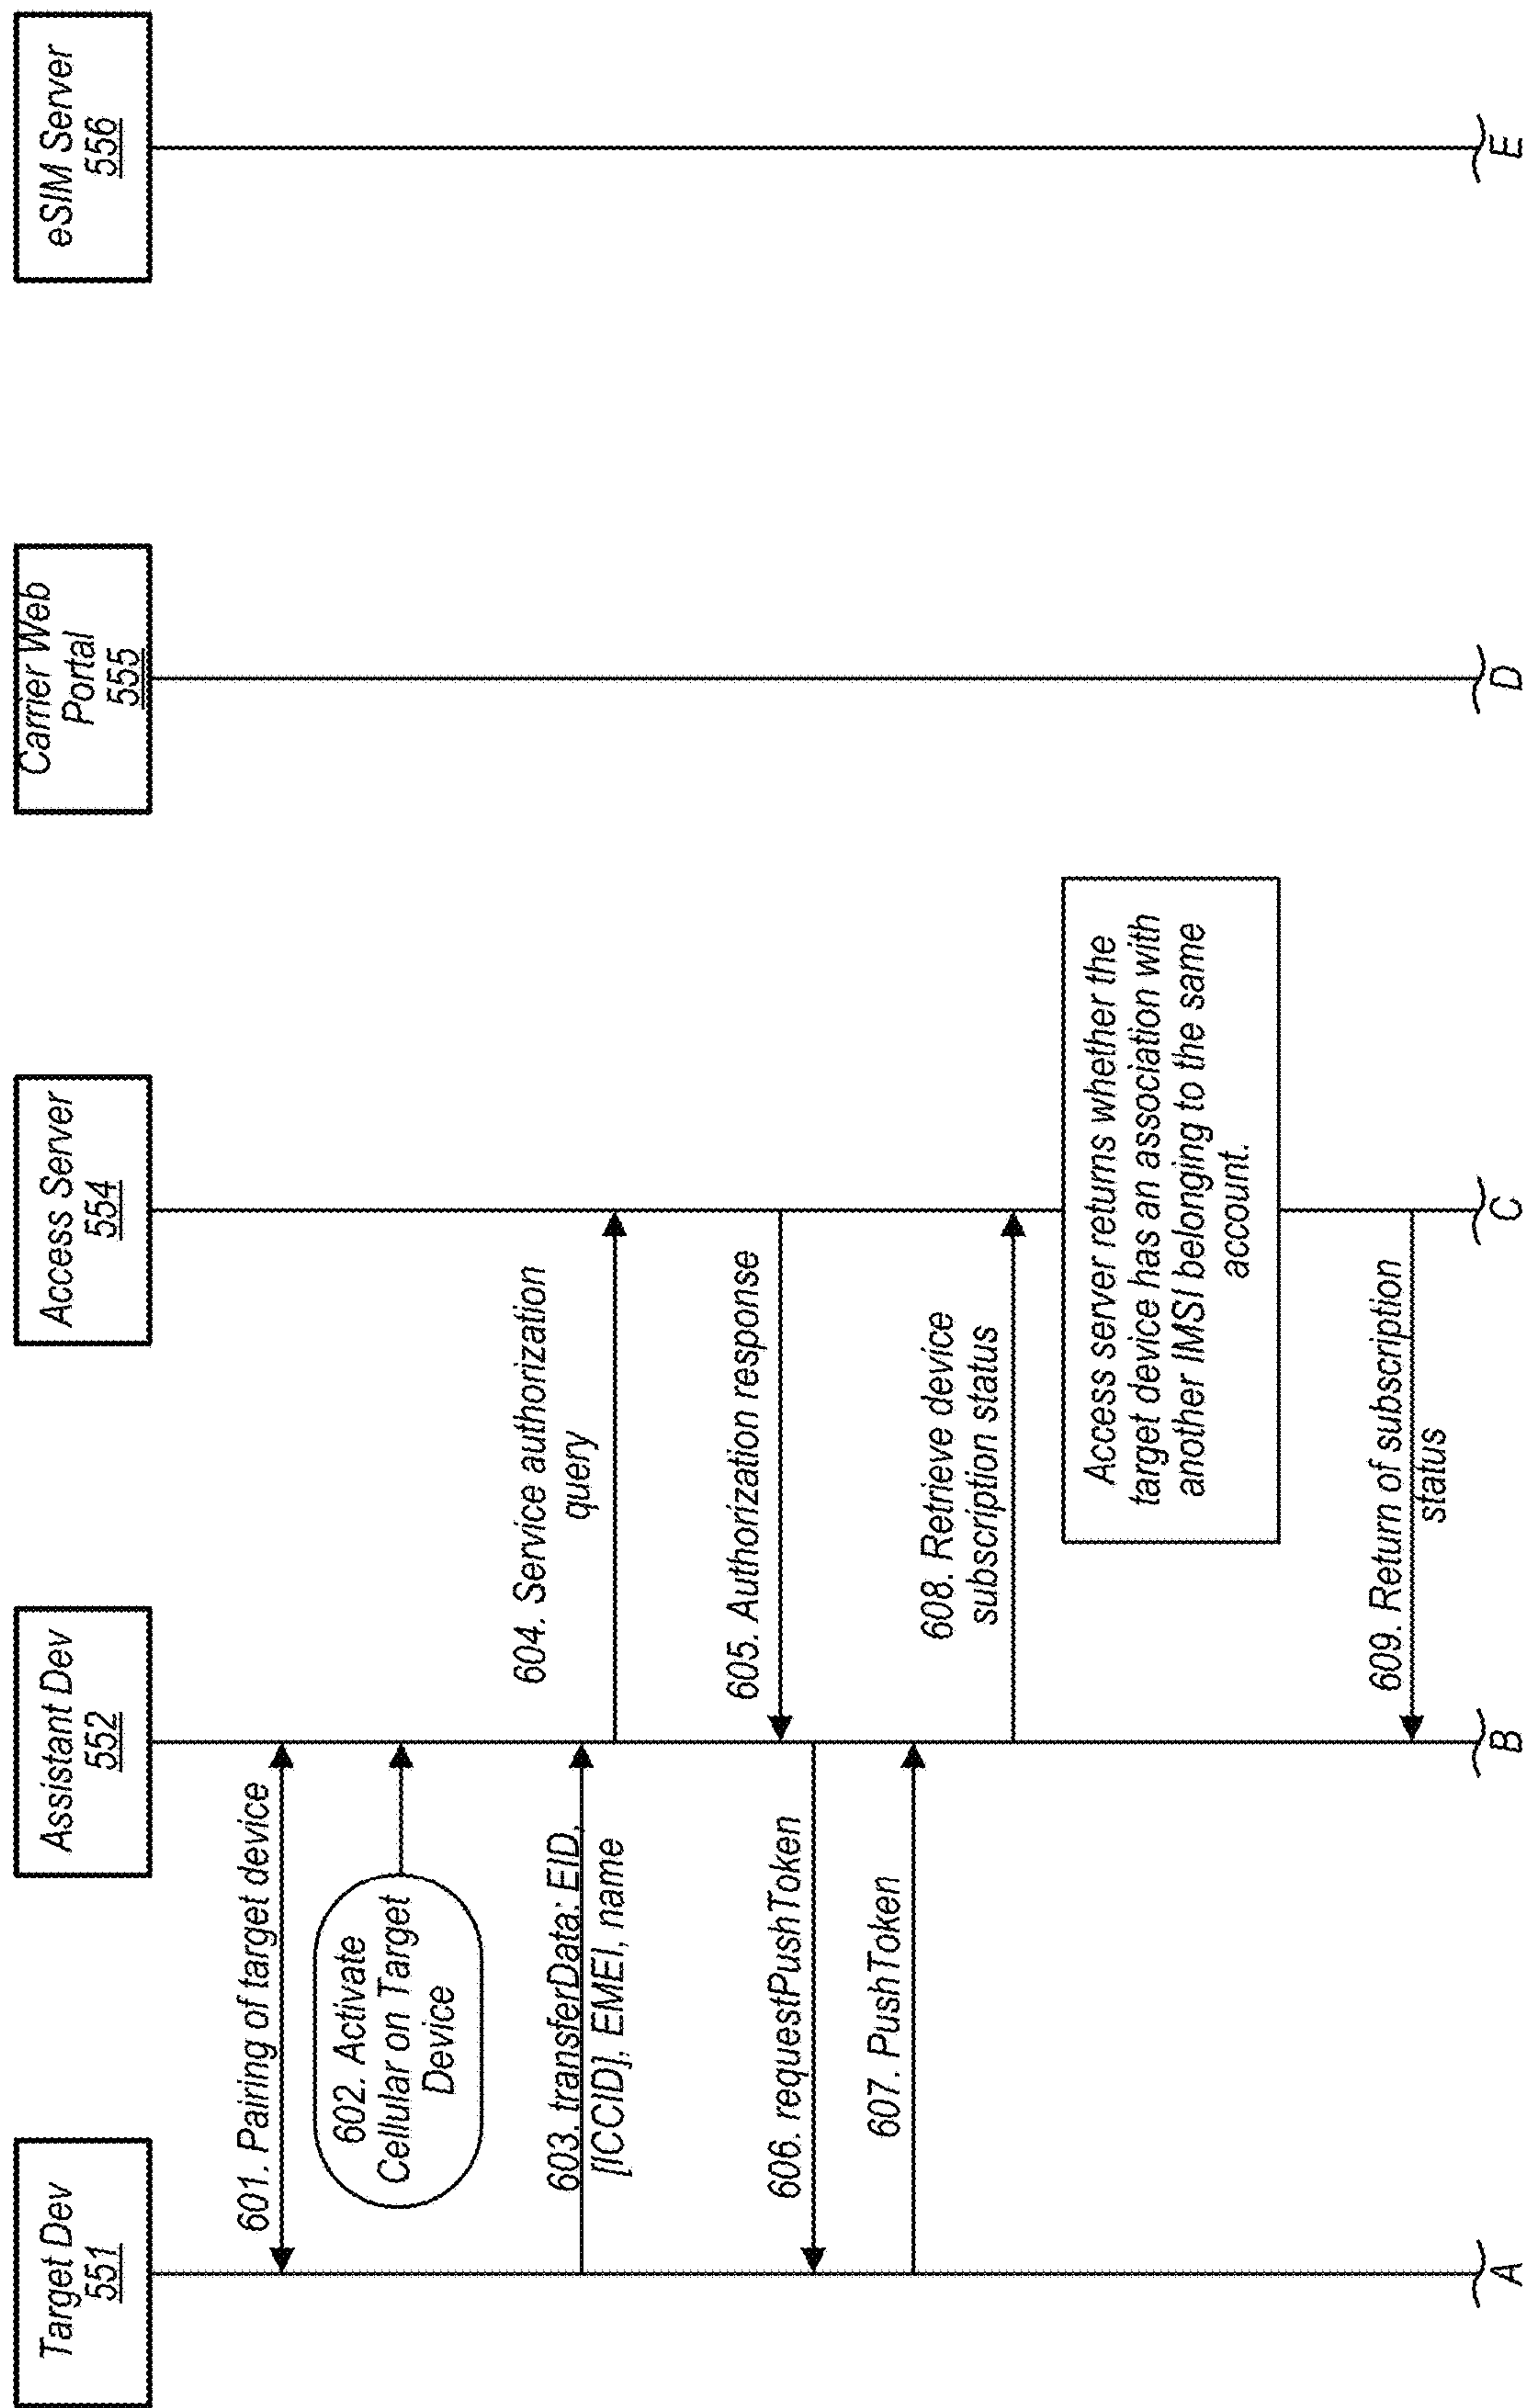 Target Dev
551
Assistant Dev
552
Access Server
554
Carrier Web
Portal
555
eSIM Server
556
601. Pairing of target device
602. Activate
Cellular on Target
Device
603. transferData: EID,
[ICCID], EMEI, name
604. Service authorization
query
605. Authorization response
606. requestPushToken
607. PushToken
608. Retrieve device
subscription status
Access server returns whether the
target device has an association with
another IMSI belonging to the same
account.
609. Return of subscription
status
A
B
C
D
E